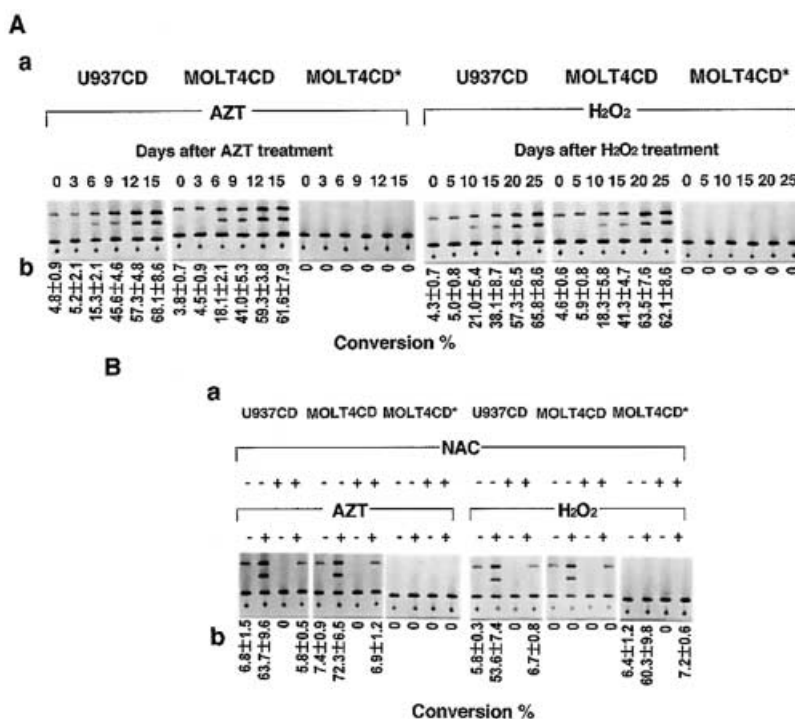 A
a
U937CD MOLT4CD MOLT4CD* U937CD MOLT4CD MOLT4CD*
AZT H2O2
Days after AZT treatment Days after H2O2 treatment
0 3 6 9 12 15 0 3 6 9 12 15 0 3 6 9 12 15 0 5 10 15 20 25 0 5 10 15 20 25 0 5 10 15 20 25
b
4.8±0.9 5.2±2.1 15.3±2.1 45.6±4.6 57.3±4.8 68.1±8.6 3.8±0.7 4.5±0.9 18.1±2.1 41.0±5.3 59.3±3.8 61.6±7.9 0 0 0 0 0 0 4.3±0.7 5.0±0.8 21.0±5.4 38.1±8.7 57.3±6.5 65.8±8.6 4.6±0.6 5.9±0.8 18.3±5.8 41.3±4.7 63.5±7.6 62.1±8.6 0 0 0 0 0 0
Conversion %
B
a
U937CD MOLT4CD MOLT4CD* U937CD MOLT4CD MOLT4CD*
NAC
- - + + - - + + - - + + - - + + - - + + - - + +
AZT H2O2
- + - + - + - + - + - + - + - + - + - + - + - +
b
6.8±1.5 63.7±9.6 0 5.8±0.5 7.4±0.9 72.3±6.5 0 6.9±1.2 0 0 0 0 5.8±0.3 53.6±7.4 0 6.7±0.8 0 0 0 0 6.4±1.2 60.3±9.8 0 7.2±0.6
Conversion %